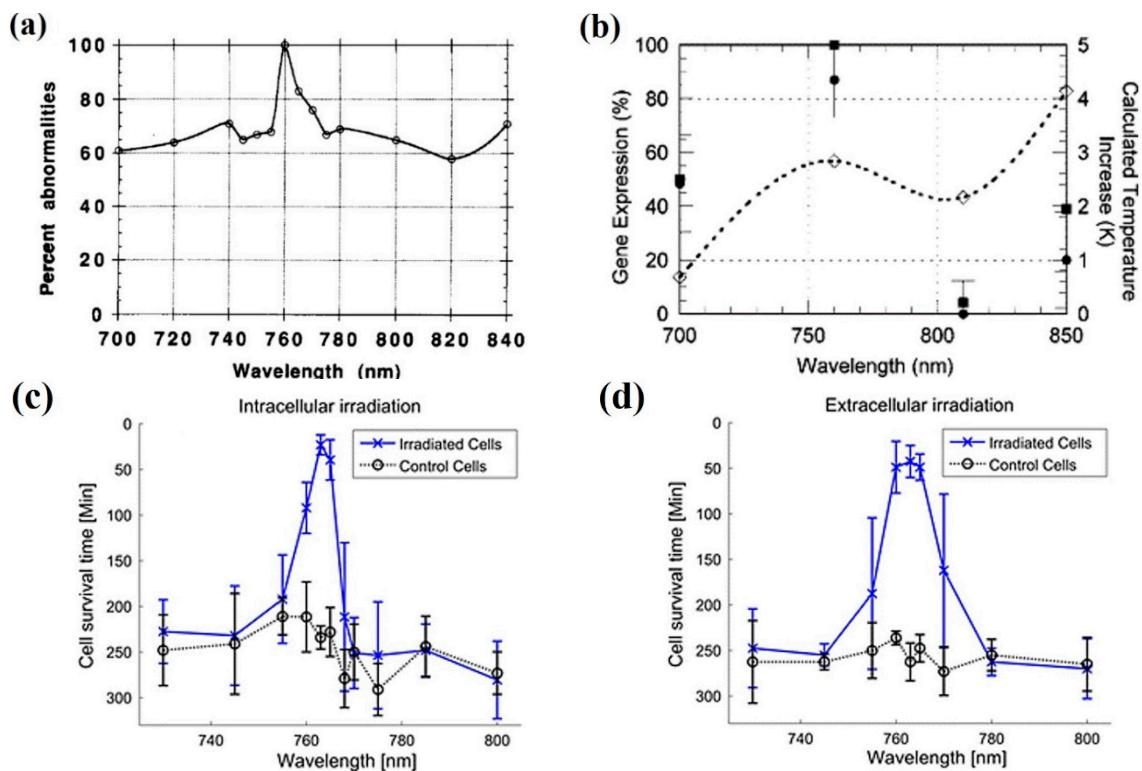 (a)
100
80
60
40
20
0
Percent abnormalities
700 720 740 745 760 780 800 820 840
Wavelength (nm)
(b)
100
80
60
40
20
0
Gene Expression (%)
5
4
3
2
1
0
Calculated Temperature
Increase (K)
700 750 800 850
Wavelength (nm)
(c)
Intracellular irradiation
0
50
100
150
200
250
300
Cell survival time [Min]
Irradiated Cells
Control Cells
740 760 780 800
Wavelength [nm]
(d)
Extracellular irradiation
0
50
100
150
200
250
300
Cell survival time [Min]
Irradiated Cells
Control Cells
740 760 780 800
Wavelength [nm]